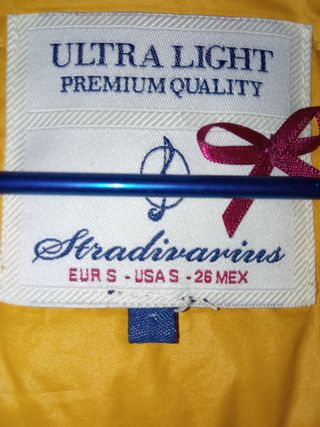 ULTRA LIGHT
PREMIUM QUALITY
Stradivarius
EUR S - USA S - 26 MEX